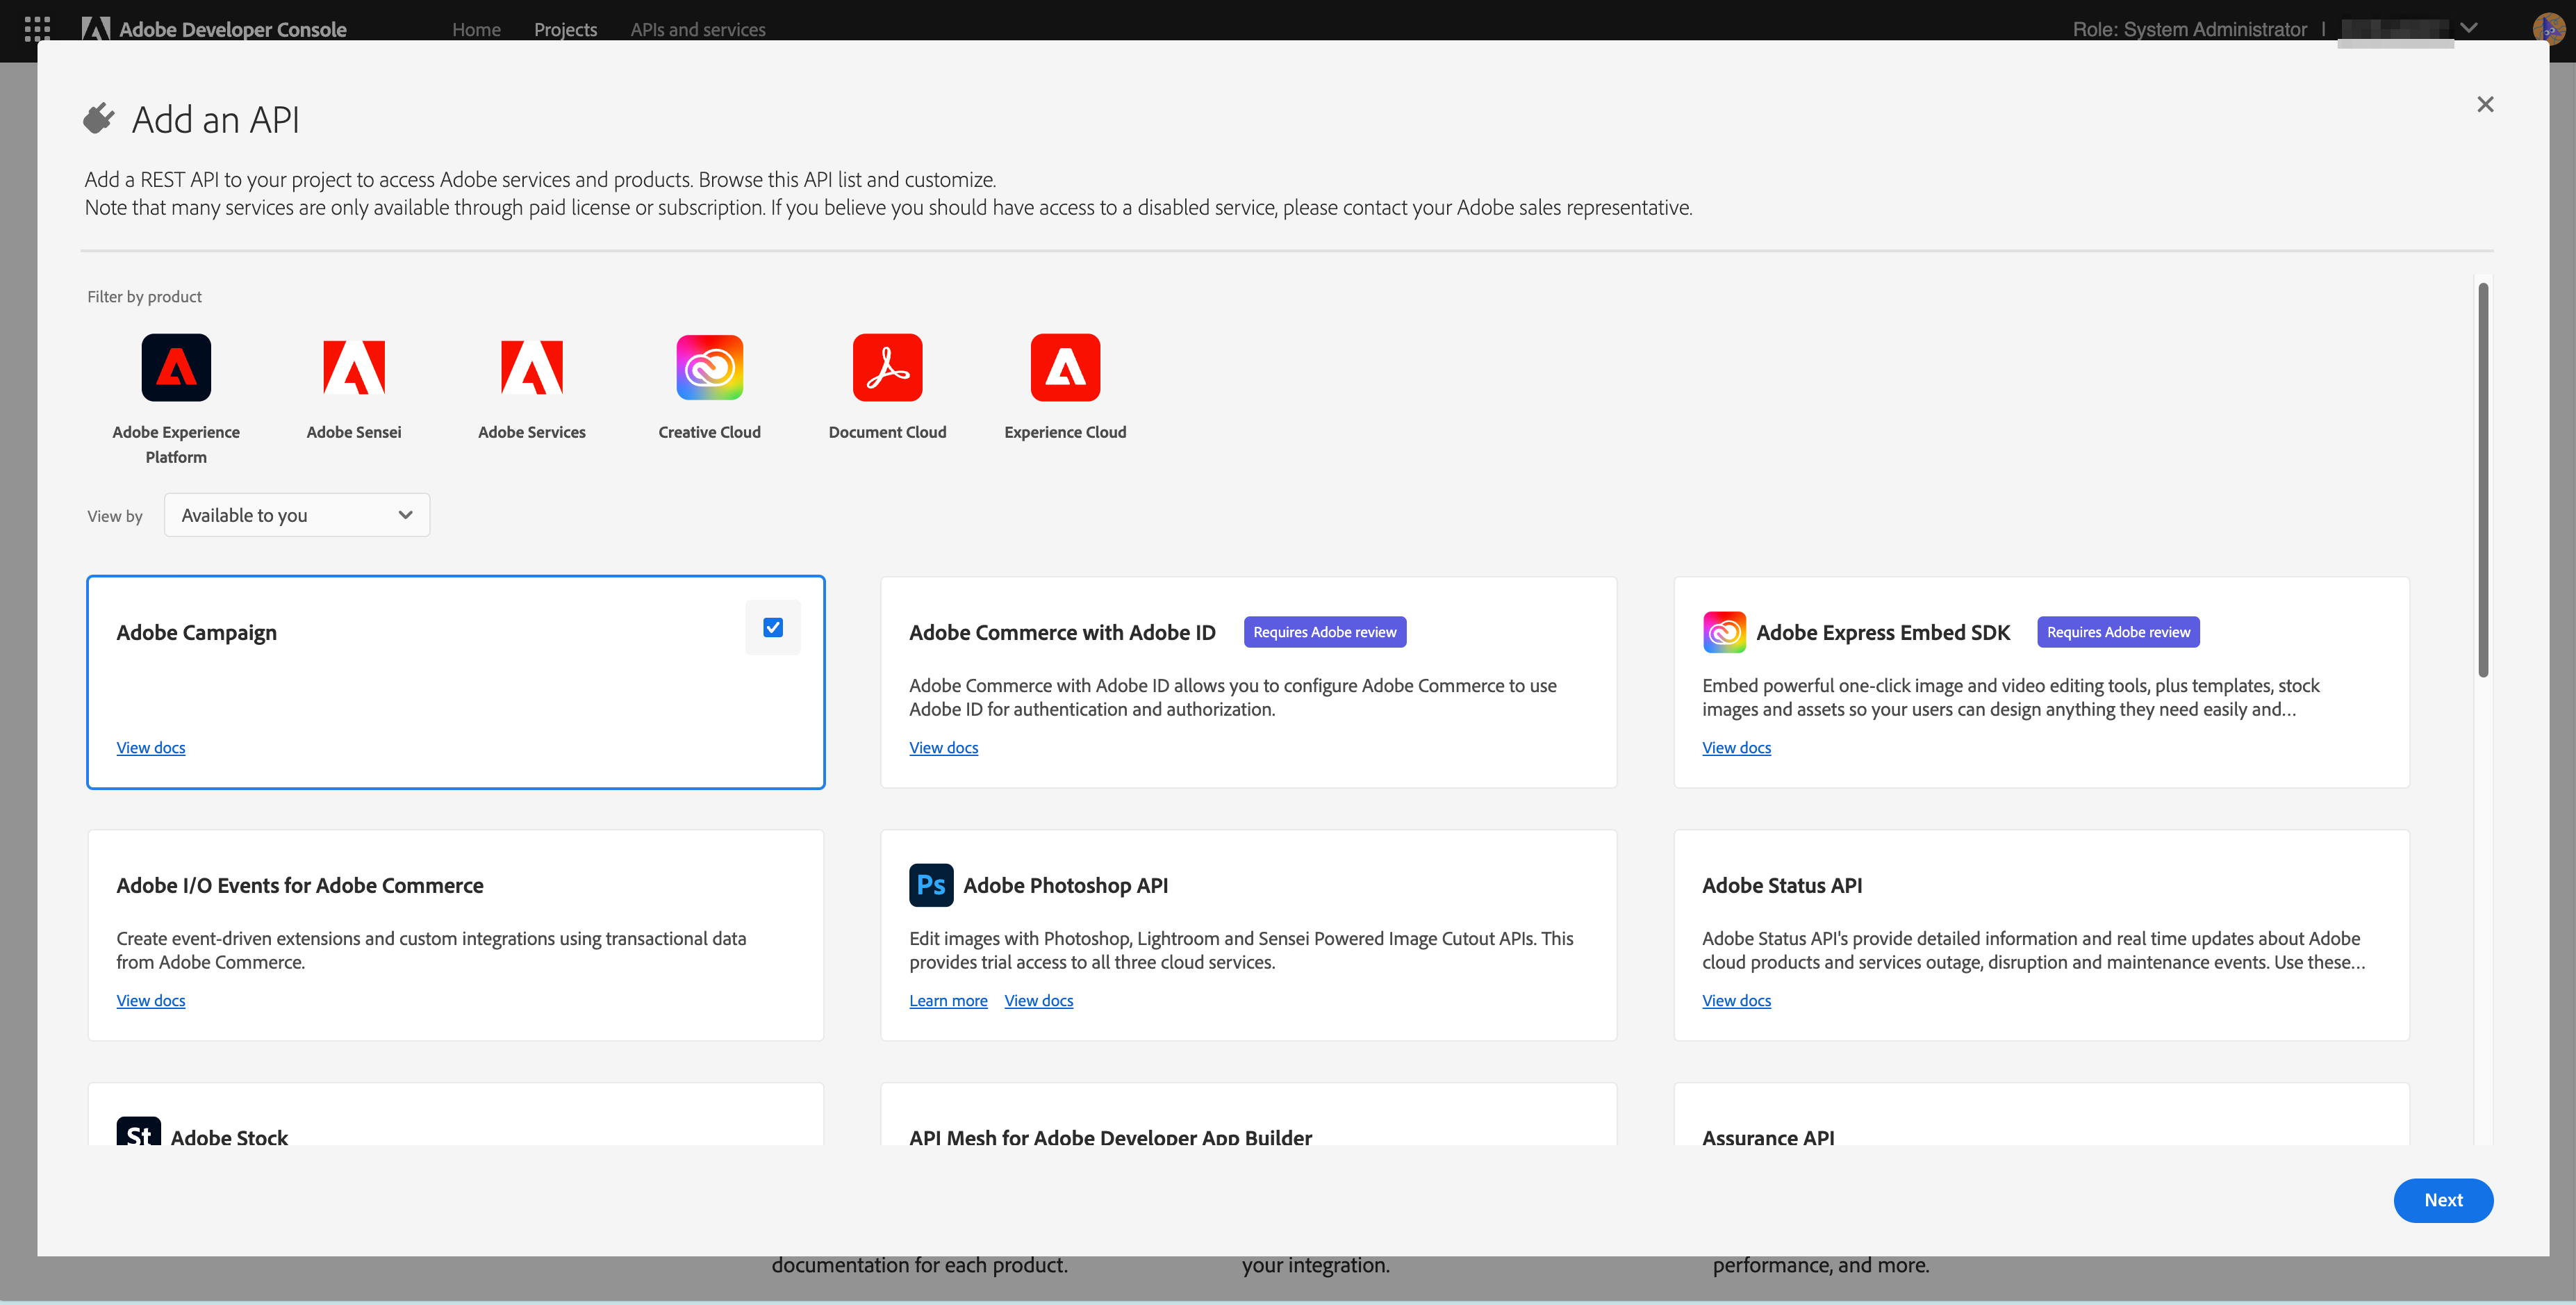 Adobe Developer Console
Home
Projects
APIs and services
Role: System Administrator
Add an API
Add a REST API to your project to access Adobe services and products. Browse this API list and customize.
Note that many services are only available through paid license or subscription. If you believe you should have access to a disabled service, please contact your Adobe sales representative.
Filter by product
Adobe Experience
Platform
Adobe Sensei
Adobe Services
Creative Cloud
Document Cloud
Experience Cloud
View by
Available to you
Adobe Campaign
View docs
Adobe Commerce with Adobe ID
Requires Adobe review
Adobe Commerce with Adobe ID allows you to configure Adobe Commerce to use
Adobe ID for authentication and authorization.
View docs
Adobe Express Embed SDK
Requires Adobe review
Embed powerful one-click image and video editing tools, plus templates, stock
images and assets so your users can design anything they need easily and...
View docs
Adobe I/O Events for Adobe Commerce
Create event-driven extensions and custom integrations using transactional data
from Adobe Commerce.
View docs
Ps
Adobe Photoshop API
Edit images with Photoshop, Lightroom and Sensei Powered Image Cutout APIs. This
provides trial access to all three cloud services.
Learn more
View docs
Adobe Status API
Adobe Status API's provide detailed information and real time updates about Adobe
cloud products and services outage, disruption and maintenance events. Use these...
View docs
St
Adobe Stock
API Mesh for Adobe Developer App Builder
Assurance API
Next
documentation for each product.
your integration.
performance, and more.